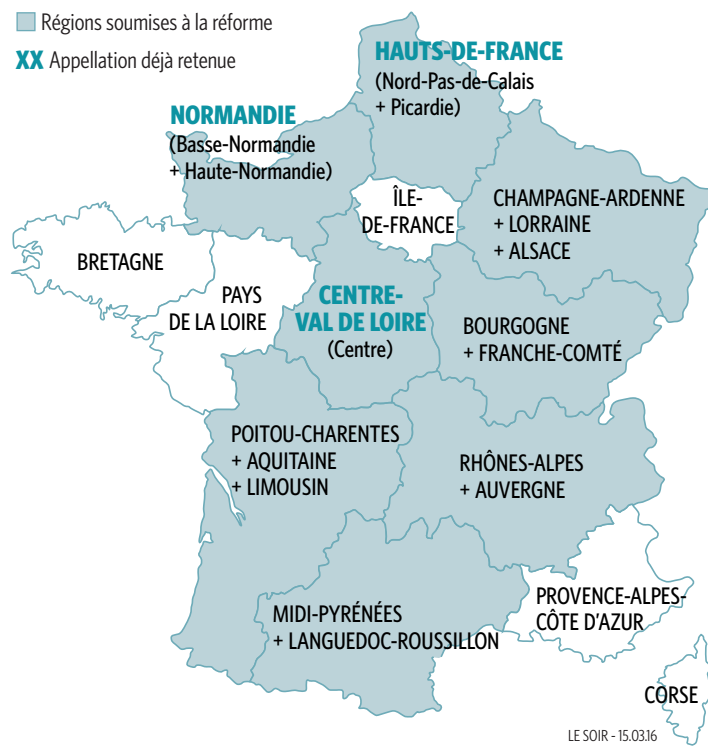 Régions soumises à la réforme
XX Appellation déjà retenue
HAUTS-DE-FRANCE
(Nord-Pas-de-Calais
+ Picardie)
NORMANDIE
(Basse-Normandie
+ Haute-Normandie)
ÎLE-
DE-FRANCE
CHAMPAGNE-ARDENNE
+ LORRAINE
+ ALSACE
BRETAGNE
PAYS
DE LA LOIRE
CENTRE-
VAL DE LOIRE
(Centre)
BOURGOGNE
+ FRANCHE-COMTÉ
POITOU-CHARENTES
+ AQUITAINE
+ LIMOUSIN
RHÔNES-ALPES
+ AUVERGNE
MIDI-PYRÉNÉES
+ LANGUEDOC-ROUSSILLON
PROVENCE-ALPES-
CÔTE D'AZUR
CORSE
LE SOIR - 15.03.16